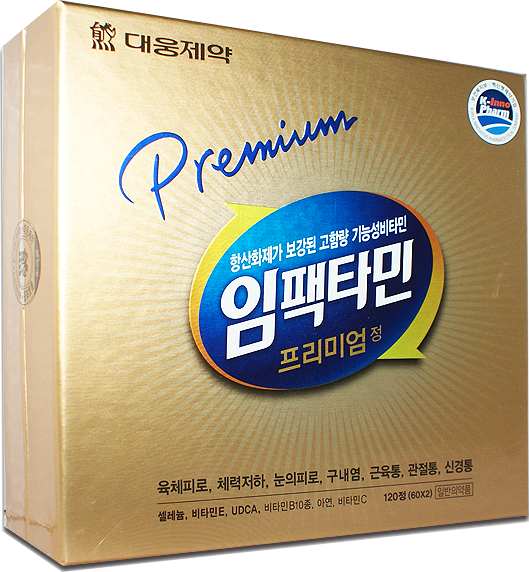 대웅제약
K-Inno
Pharm
Premium
항산화제가 보강된 고함량 기능성비타민
임팩타민
프리미엄 정
육체피로, 체력저하, 눈의피로, 구내염, 근육통, 관절통, 신경통
셀레늄, 비타민E, UDCA, 비타민B10종, 아연, 비타민C 120정 (60X2) 일반의약품